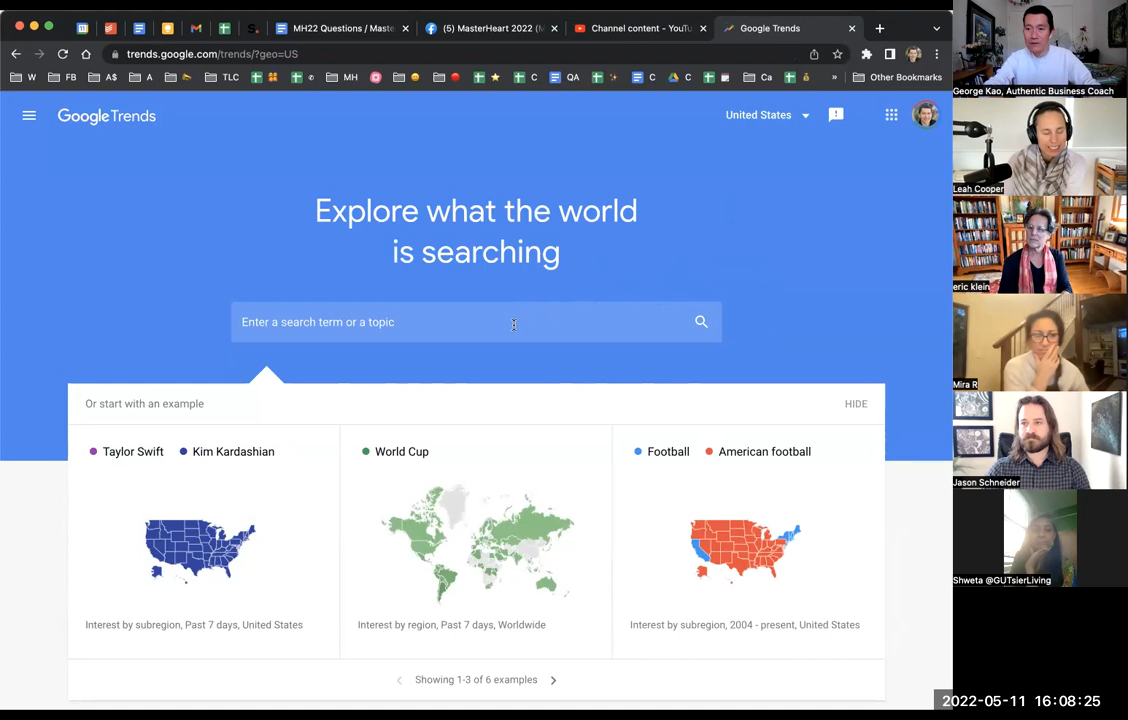 MH22 Questions / Maste
(5) MasterHeart 2022 (M
Channel content - YouTu
Google Trends
trends.google.com/trends/?geo=US
W
FB
A$
A
TLC
MH
C
QA
C
C
Ca
»
Other Bookmarks
Google Trends
United States
Explore what the world
is searching
Enter a search term or a topic
Or start with an example
HIDE
Taylor Swift
Kim Kardashian
World Cup
Football
American football
Interest by subregion, Past 7 days, United States
Interest by region, Past 7 days, Worldwide
Interest by subregion, 2004 - present, United States
Showing 1-3 of 6 examples
George Kao, Authentic Business Coach
Leah Cooper
eric klein
Mira R
Jason Schneider
Shweta @GUTsierLiving
2022-05-11 16:08:25